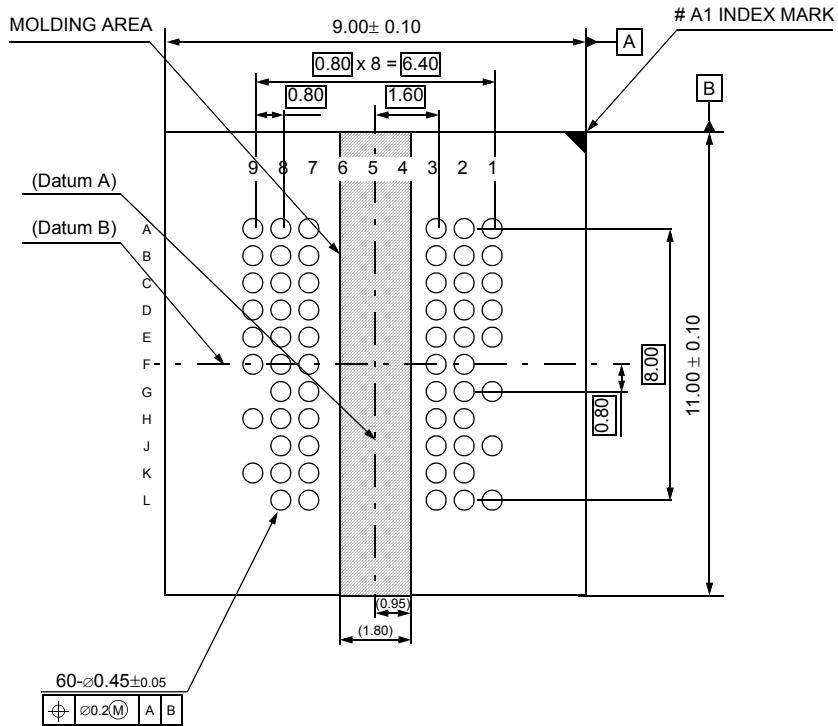 MOLDING AREA
9.00± 0.10
# A1 INDEX MARK
A
0.80 x 8 = 6.40
0.80
1.60
B
9 8 7 6 5 4 3 2 1
(Datum A)
(Datum B)
A
B
C
D
E
F
G
H
J
K
L
8.00
11.00 ± 0.10
0.80
(0.95)
(1.80)
60-⌀0.45±0.05
⌖ ⌀0.2Ⓜ A B